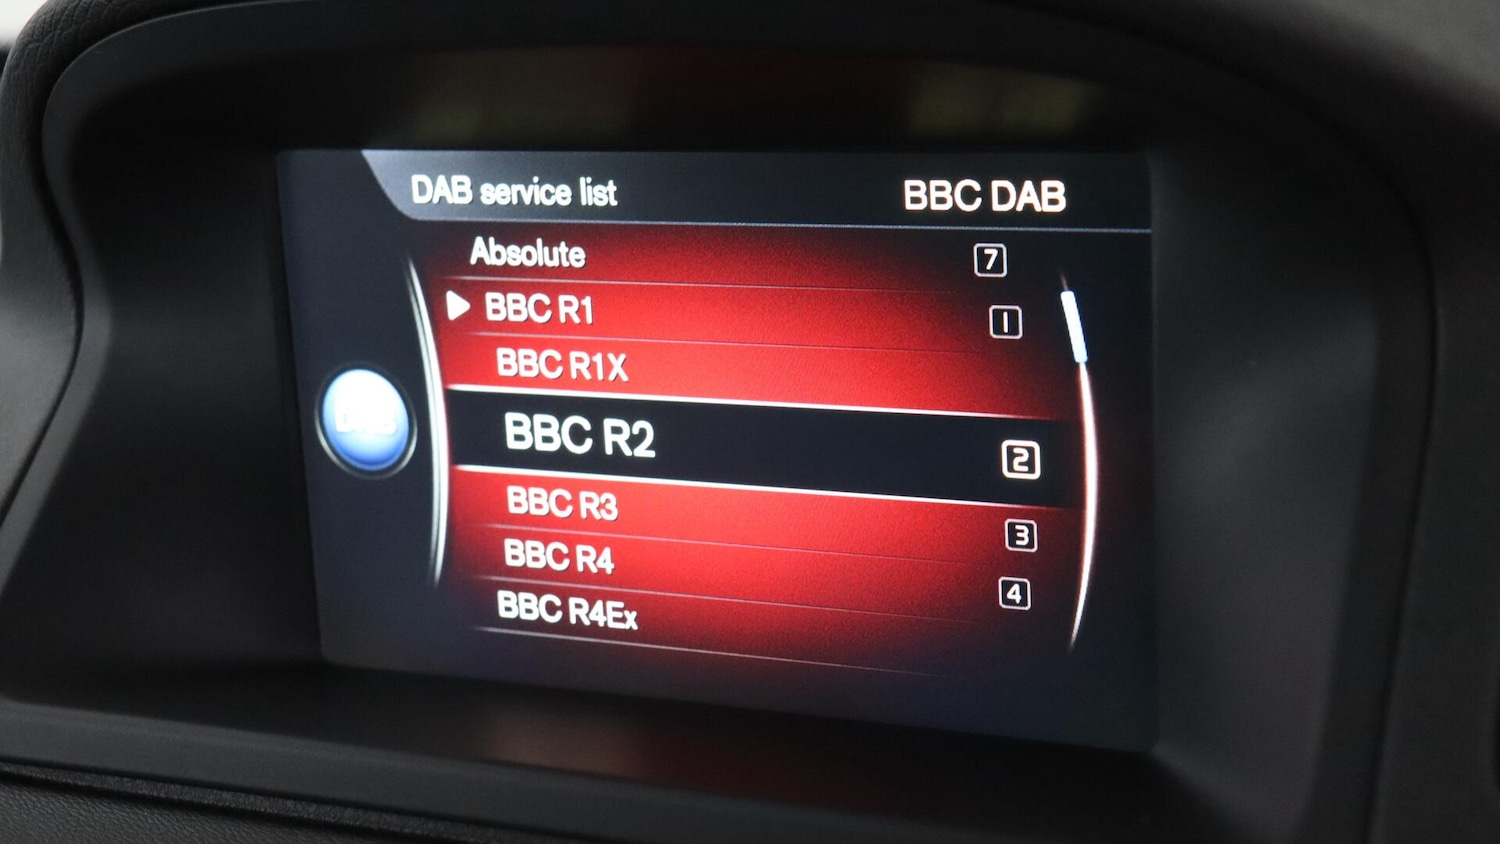 DAB service list BBC DAB
Absolute 7
BBC R1 1
BBC R1X
BBC R2 2
BBC R3 3
BBC R4 4
BBC R4Ex